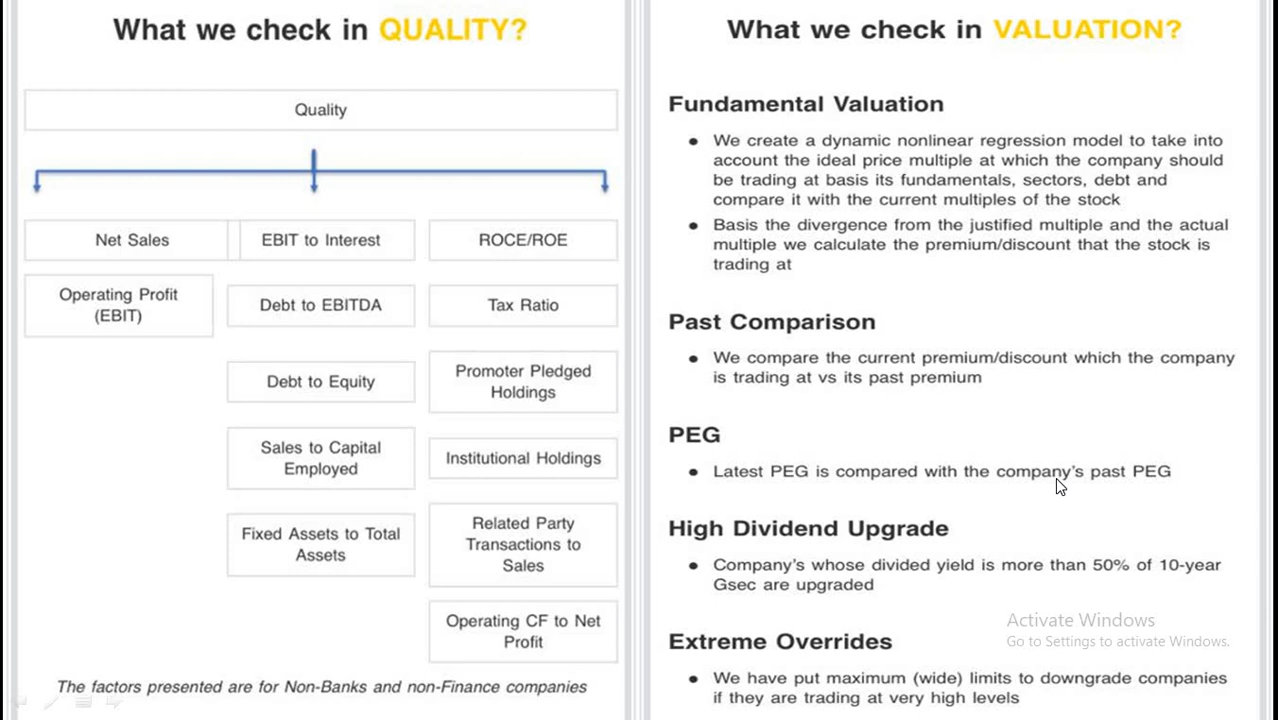 What we check in QUALITY?
Quality
Net Sales
EBIT to Interest
ROCE/ROE
Operating Profit
(EBIT)
Debt to EBITDA
Tax Ratio
Debt to Equity
Promoter Pledged
Holdings
Sales to Capital
Employed
Institutional Holdings
Fixed Assets to Total
Assets
Related Party
Transactions to
Sales
Operating CF to Net
Profit
The factors presented are for Non-Banks and non-Finance companies
What we check in VALUATION?
Fundamental Valuation
● We create a dynamic nonlinear regression model to take into
account the ideal price multiple at which the company should
be trading at basis its fundamentals, sectors, debt and
compare it with the current multiples of the stock
● Basis the divergence from the justified multiple and the actual
multiple we calculate the premium/discount that the stock is
trading at
Past Comparison
● We compare the current premium/discount which the company
is trading at vs its past premium
PEG
● Latest PEG is compared with the company's past PEG
High Dividend Upgrade
● Company's whose divided yield is more than 50% of 10-year
Gsec are upgraded
Extreme Overrides
● We have put maximum (wide) limits to downgrade companies
if they are trading at very high levels
Activate Windows
Go to Settings to activate Windows.